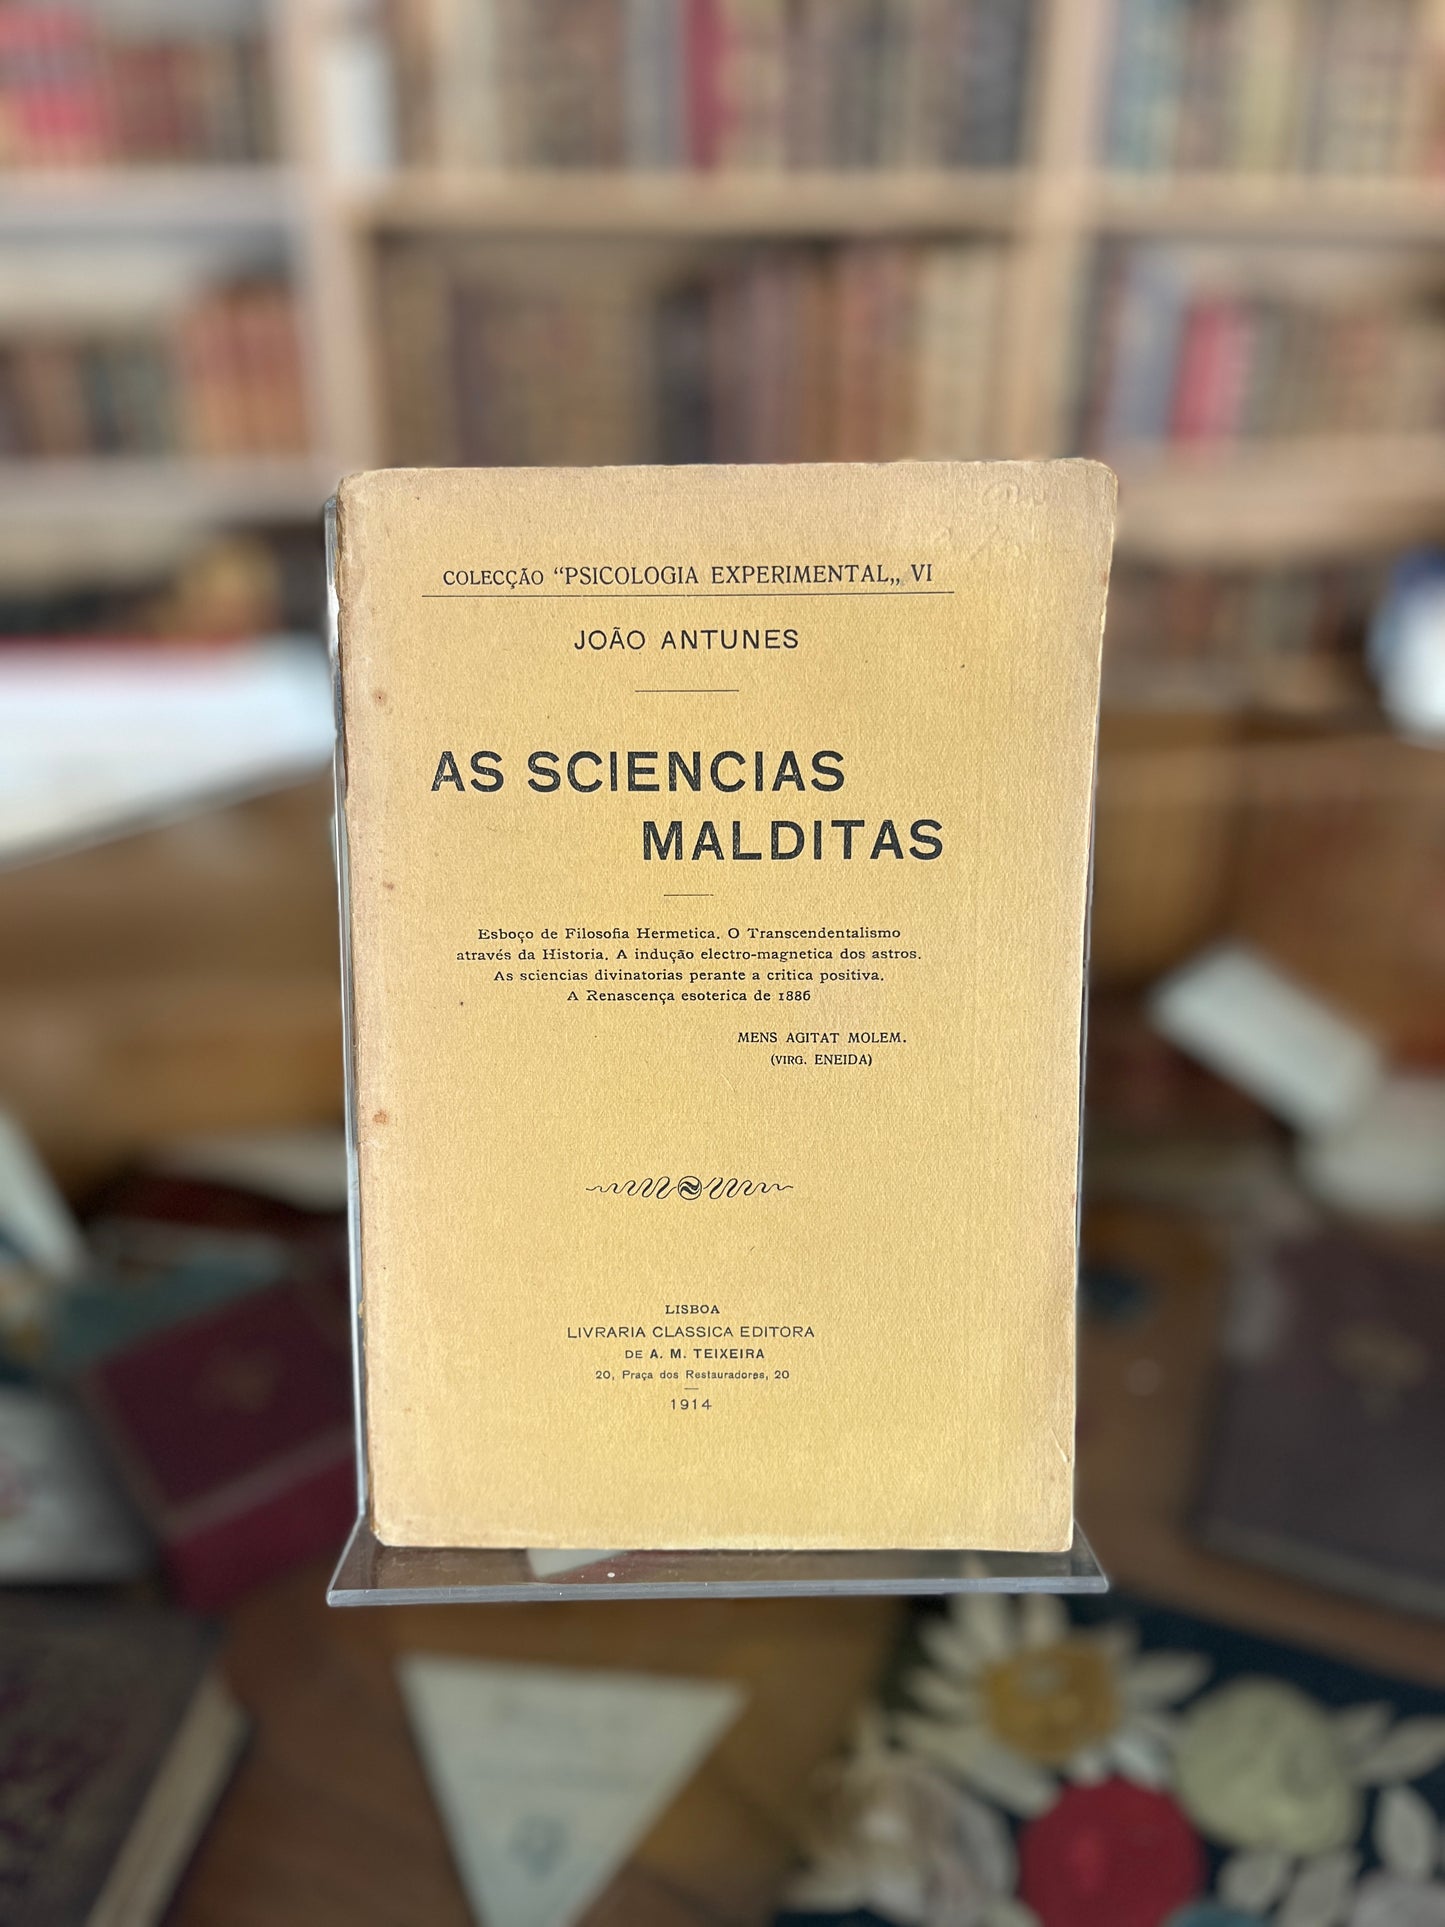 COLECÇÃO “PSICOLOGIA EXPERIMENTAL„ VI
JOÃO ANTUNES
AS SCIENCIAS
MALDITAS
Esboço de Filosofia Hermetica. O Transcendentalismo
através da Historia. A indução electro-magnetica dos astros.
As sciencias divinatorias perante a critica positiva.
A Renascença esoterica de 1886
MENS AGITAT MOLEM.
(VIRG. ENEIDA)
LISBOA
LIVRARIA CLASSICA EDITORA
DE A. M. TEIXEIRA
20, Praça dos Restauradores, 20
1914